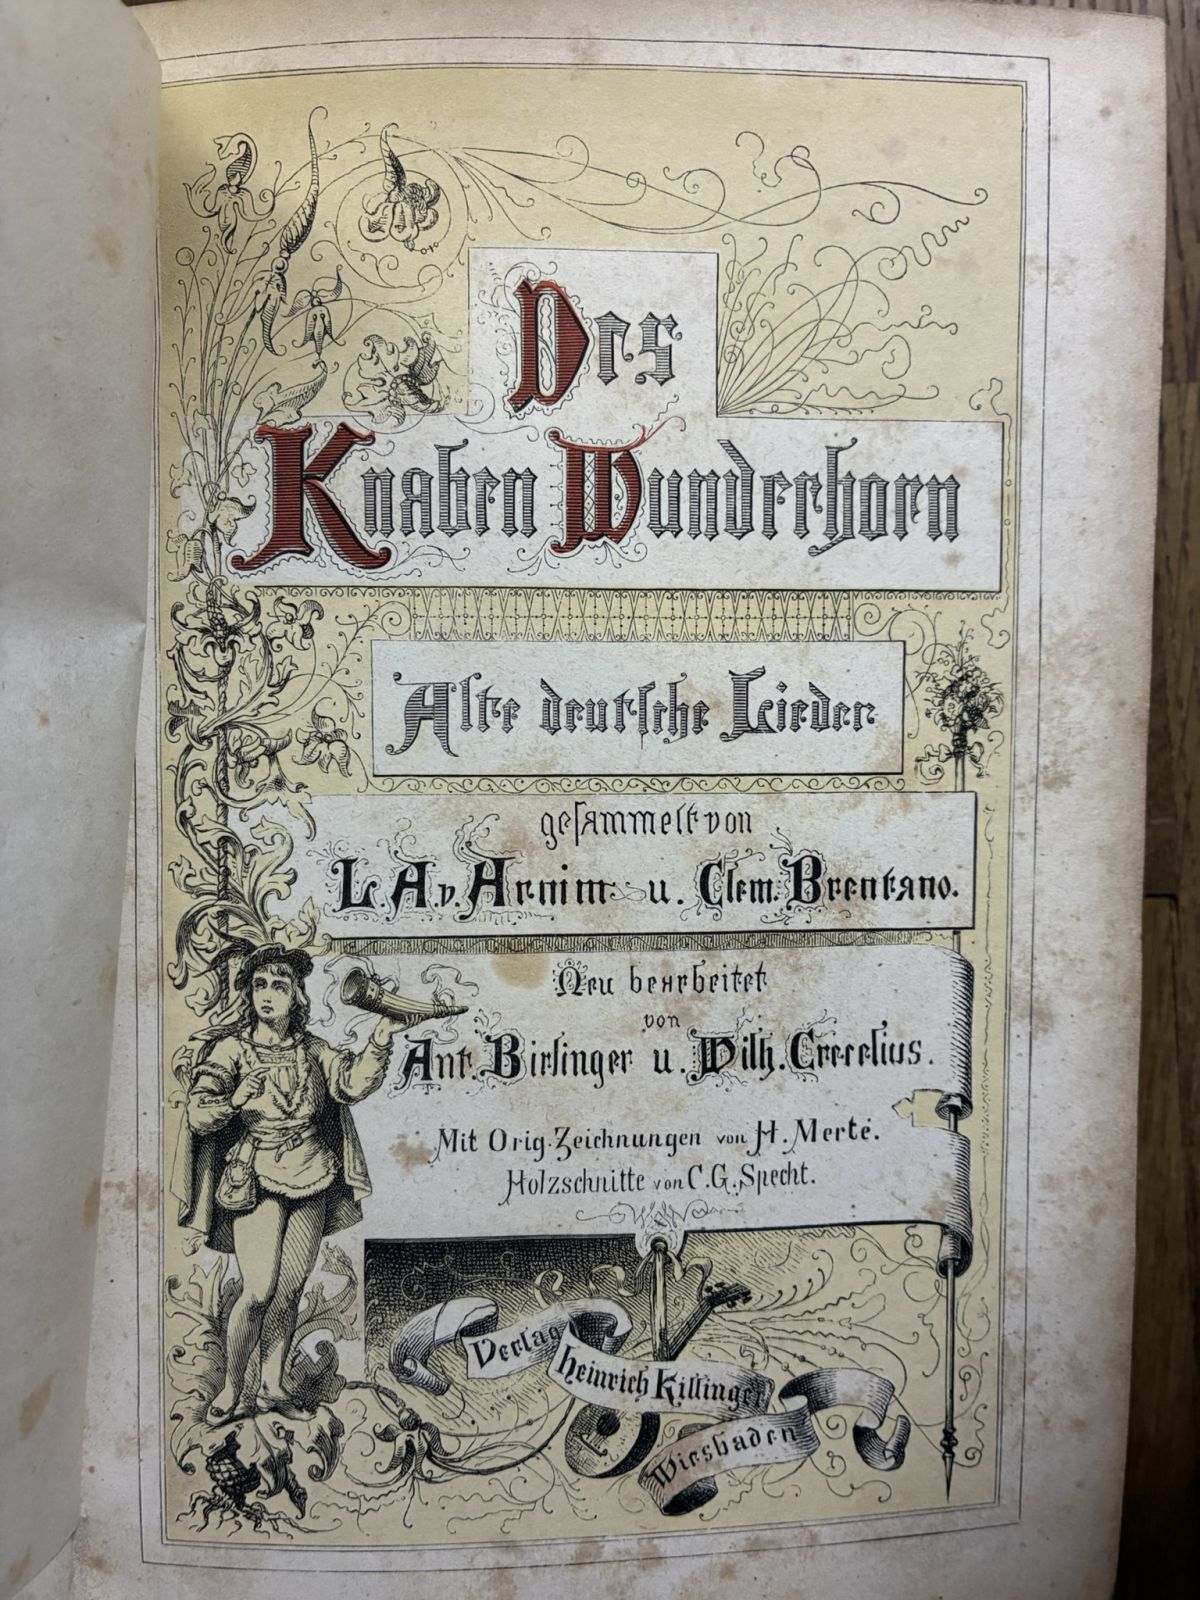 Des
Knaben Wunderhorn
Alte deutsche Lieder
gesammelt von
L. A. v. Arnim u. Clem. Brentano.
Neu bearbeitet
von
Ant. Birlinger u. Wilh. Crecelius.
Mit Orig. Zeichnungen von H. Merté.
Holzschnitte von C. G. Specht.
Verlag
Heinrich Killinger
Wiesbaden